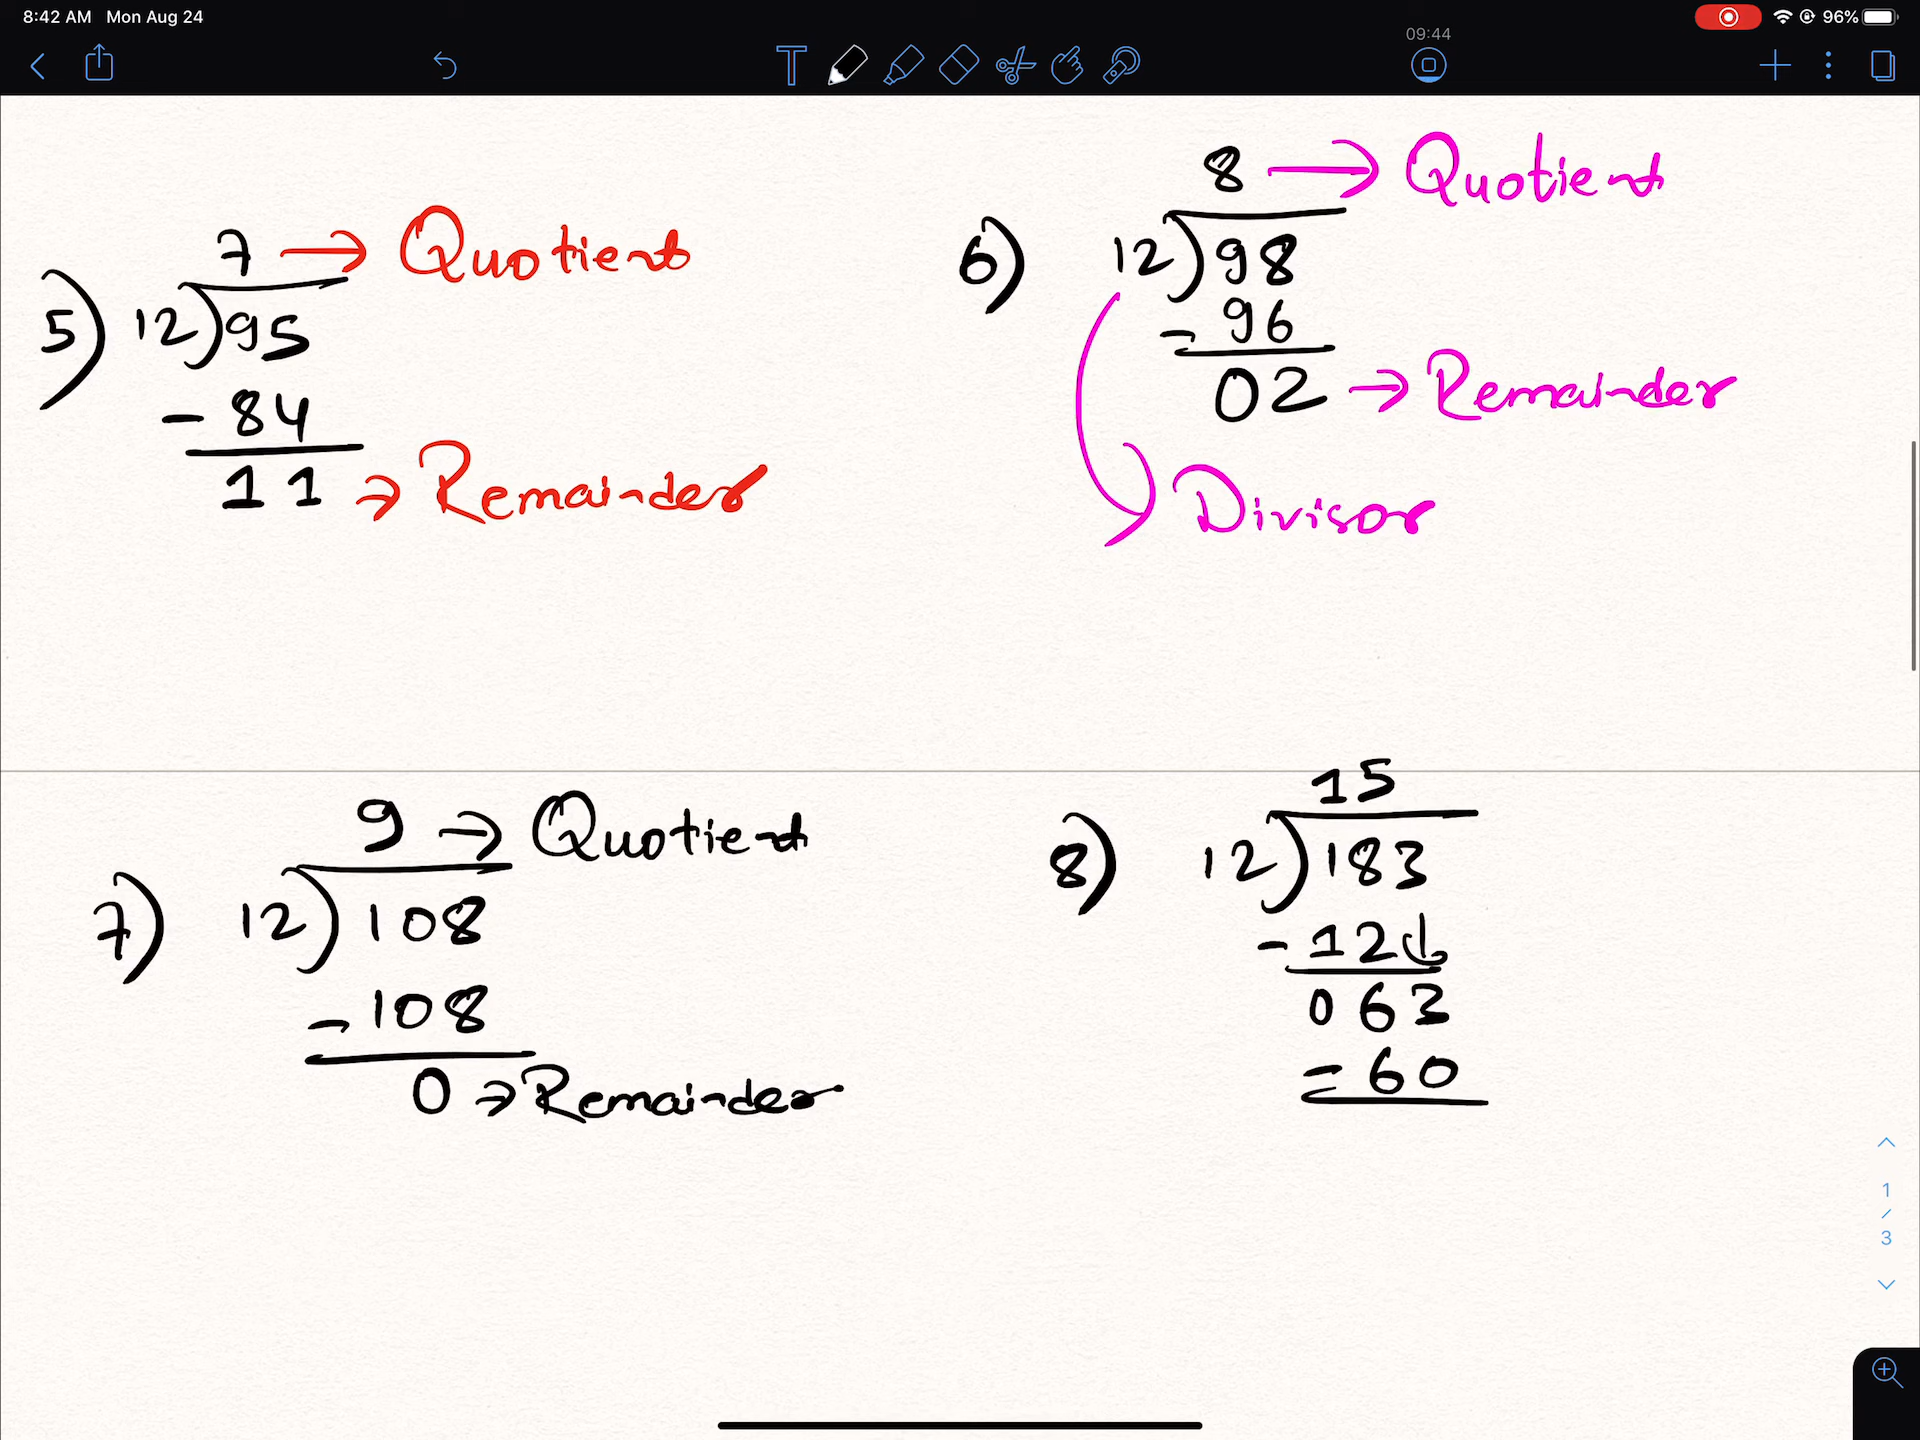 8:42 AM Mon Aug 24
96%
09:44
5)
7 → Quotient
12)95
- 84
11 → Remainder
6)
8 → Quotient
12)98
- 96
02 → Remainder
Divisor
7)
9 → Quotient
12)108
- 108
0 → Remainder
8)
15
12)183
- 12↓
063
- 60
1
/
3